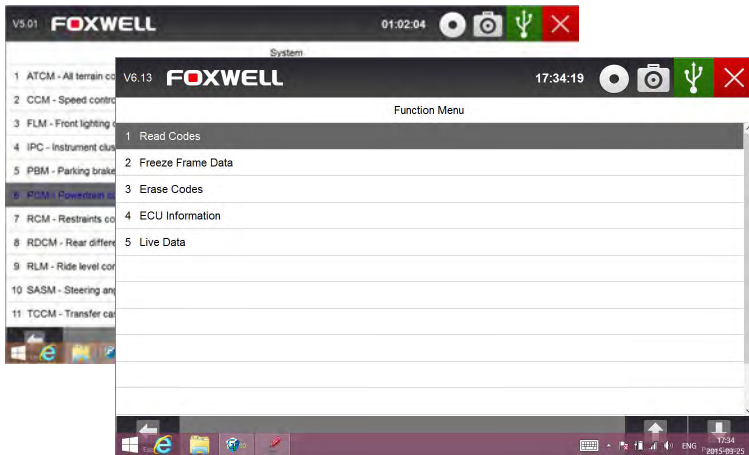 V5.01 FOXWELL 01:02:04
System
1 ATCM - All terrain co
2 CCM - Speed contro
3 FLM - Front lighting c
4 IPC - Instrument clus
5 PBM - Parking brake
6 PCM - Powertrain co
7 RCM - Restraints co
8 RDCM - Rear differe
9 RLM - Ride level con
10 SASM - Steering ang
11 TCCM - Transfer cas
V6.13 FOXWELL 17:34:19
Function Menu
1 Read Codes
2 Freeze Frame Data
3 Erase Codes
4 ECU Information
5 Live Data
ENG 17:34
2015-03-25